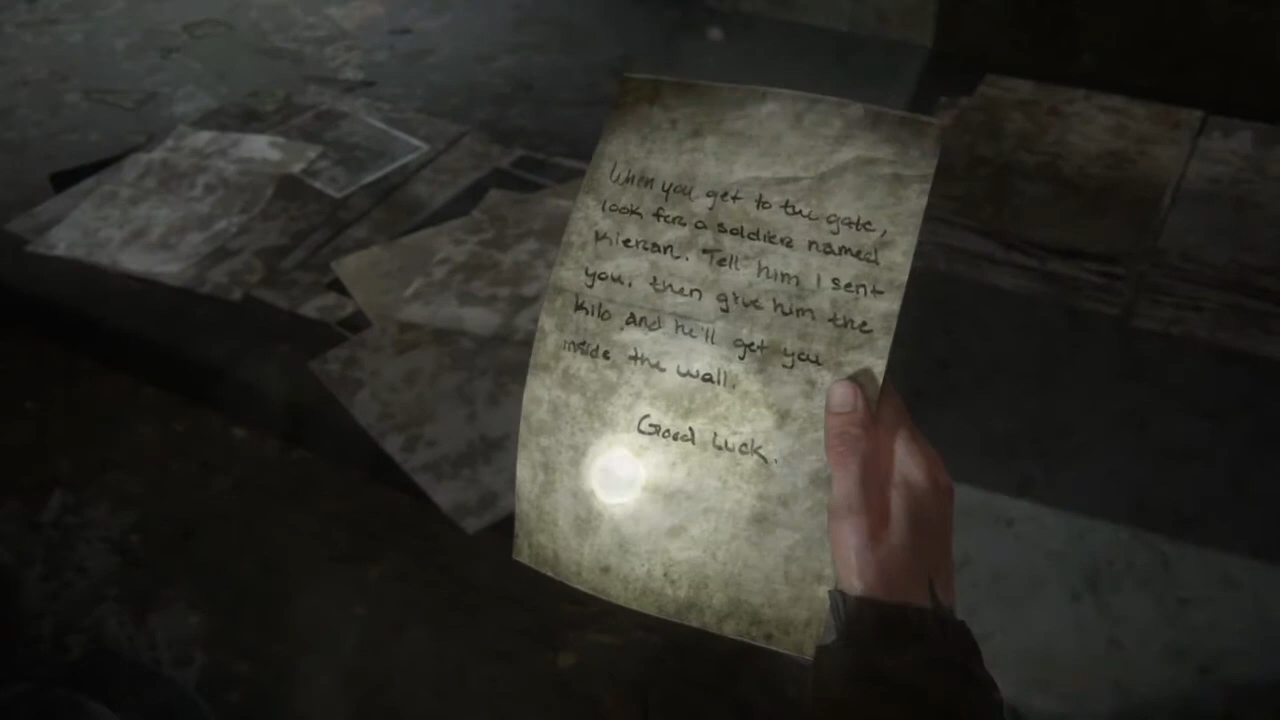 When you get to the gate,
look for a soldier named
Kieran. Tell him I sent
you, then give him the
kilo and he'll get you
inside the wall.
Good Luck.